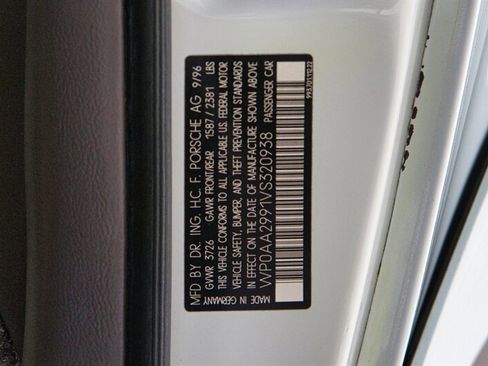 MFD BY DR. ING. H.C. F. PORSCHE AG 9/96
GVWR 3726 GAWR FRONT/REAR 1587 / 2381 LBS
THIS VEHICLE CONFORMS TO ALL APPLICABLE U.S. FEDERAL MOTOR
VEHICLE SAFETY, BUMPER, AND THEFT PREVENTION STANDARDS
IN EFFECT ON THE DATE OF MANUFACTURE SHOWN ABOVE
WP0AA2991VS320938 PASSENGER CAR
MADE IN GERMANY